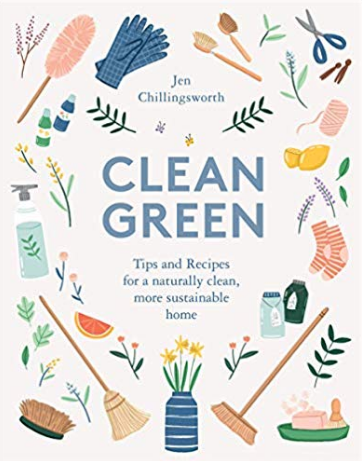 Jen
Chillingsworth
CLEAN
GREEN
Tips and Recipes
for a naturally clean,
more sustainable
home